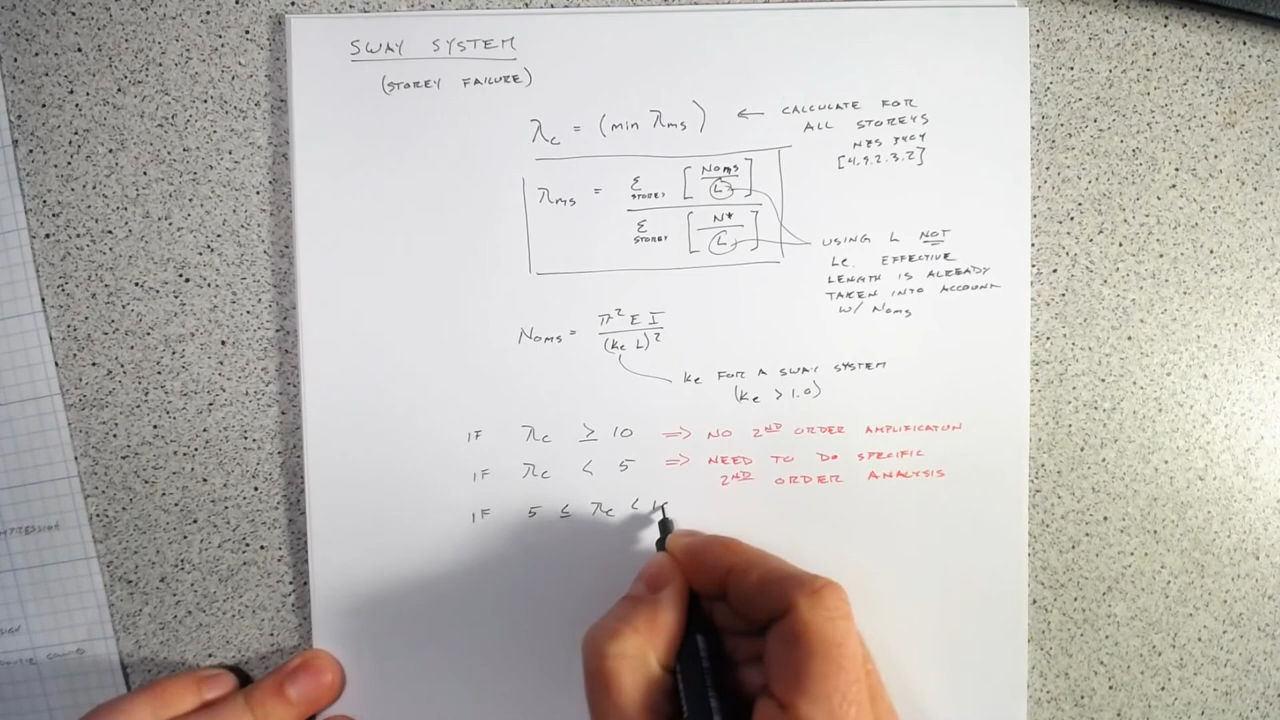 SWAY SYSTEM
(STOREY FAILURE)
λc = (min λms) ← CALCULATE FOR
ALL STOREYS
NZS 3404
[4.9.2.3.2]
λms = Σ STOREY [Noms / L] / Σ STOREY [N* / L]
USING L NOT
Le. EFFECTIVE
LENGTH IS ALREADY
TAKEN INTO ACCOUNT
W/ Noms
Noms = π² E I / (ke L)²
ke FOR A SWAY SYSTEM
(ke > 1.0)
IF λc ≥ 10 => NO 2ND ORDER AMPLIFICATON
IF λc < 5 => NEED TO DO SPECIFIC
2ND ORDER ANALYSIS
IF 5 ≤ λc < 1